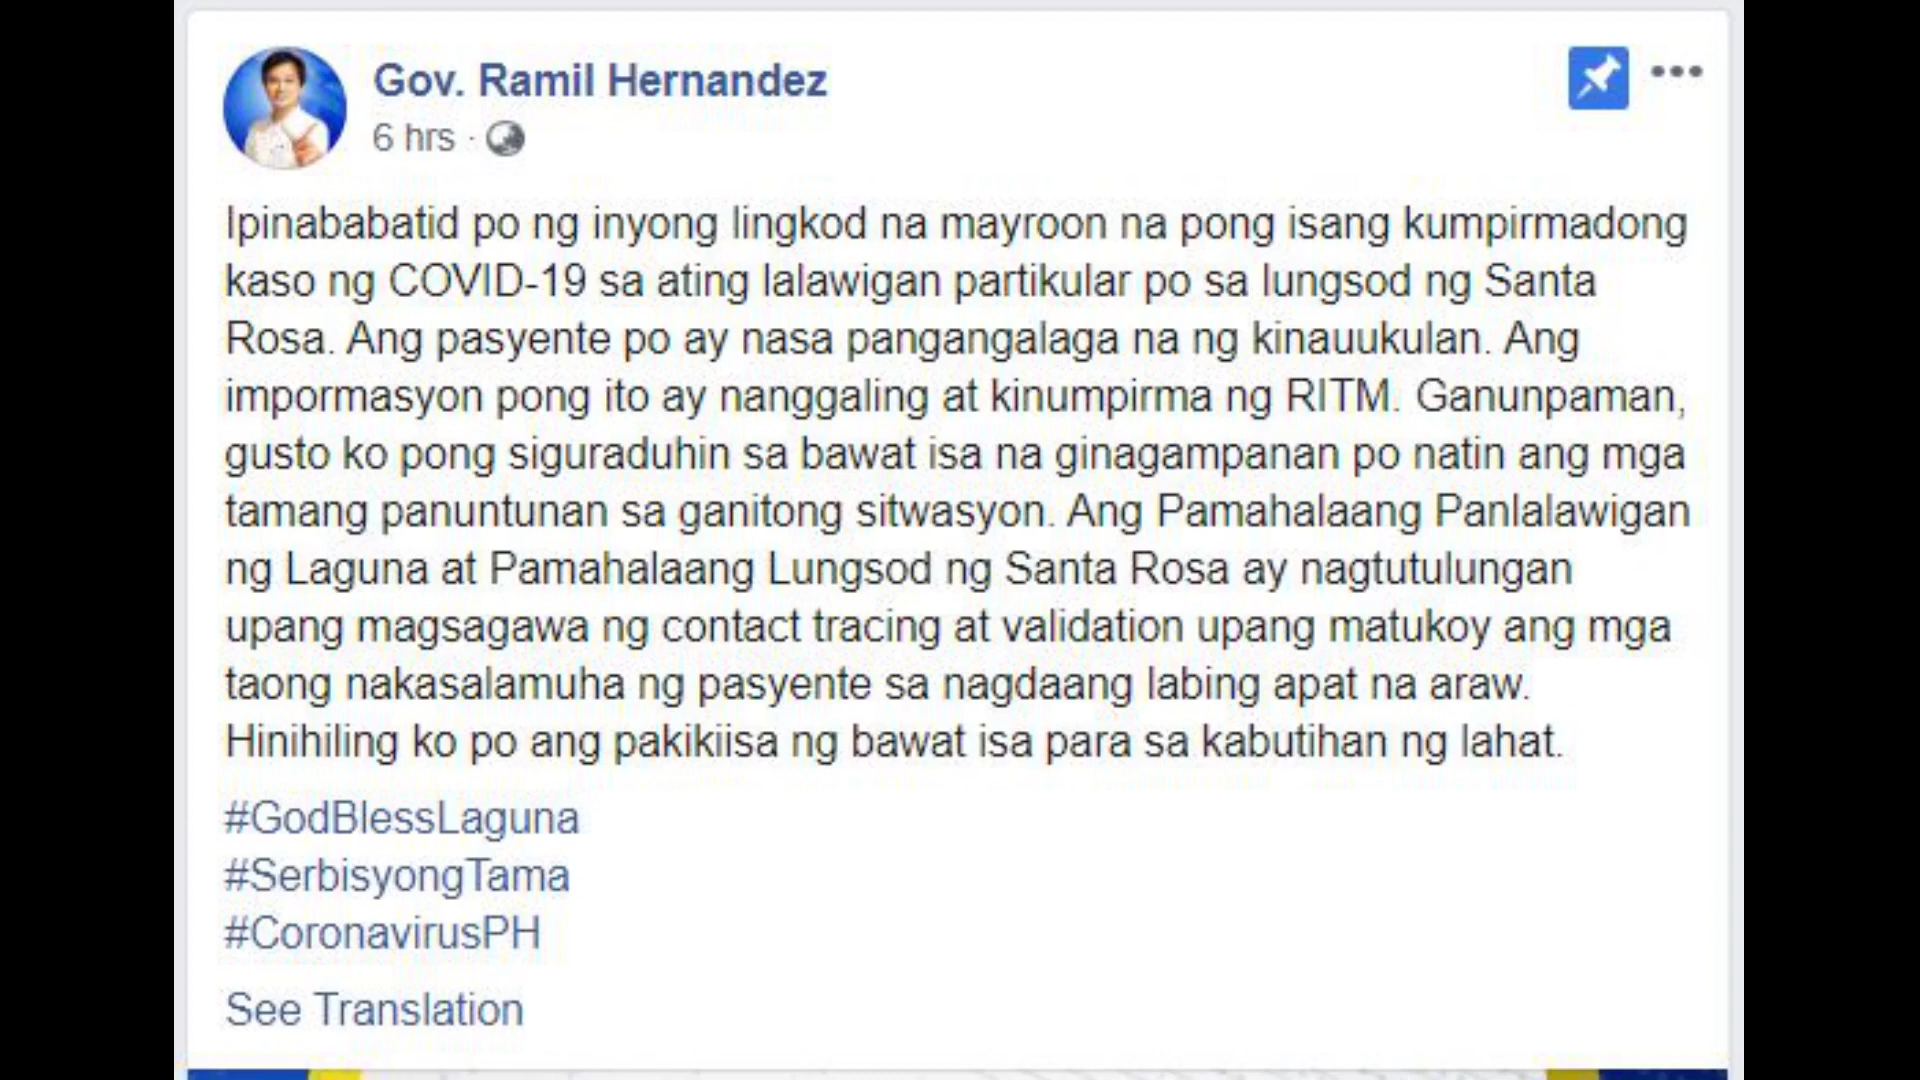 Gov. Ramil Hernandez
6 hrs ·
Ipinababatid po ng inyong lingkod na mayroon na pong isang kumpirmadong
kaso ng COVID-19 sa ating lalawigan partikular po sa lungsod ng Santa
Rosa. Ang pasyente po ay nasa pangangalaga na ng kinauukulan. Ang
impormasyon pong ito ay nanggaling at kinumpirma ng RITM. Ganunpaman,
gusto ko pong siguraduhin sa bawat isa na ginagampanan po natin ang mga
tamang panuntunan sa ganitong sitwasyon. Ang Pamahalaang Panlalawigan
ng Laguna at Pamahalaang Lungsod ng Santa Rosa ay nagtutulungan
upang magsagawa ng contact tracing at validation upang matukoy ang mga
taong nakasalamuha ng pasyente sa nagdaang labing apat na araw.
Hinihiling ko po ang pakikiisa ng bawat isa para sa kabutihan ng lahat.
#GodBlessLaguna
#SerbisyongTama
#CoronavirusPH
See Translation